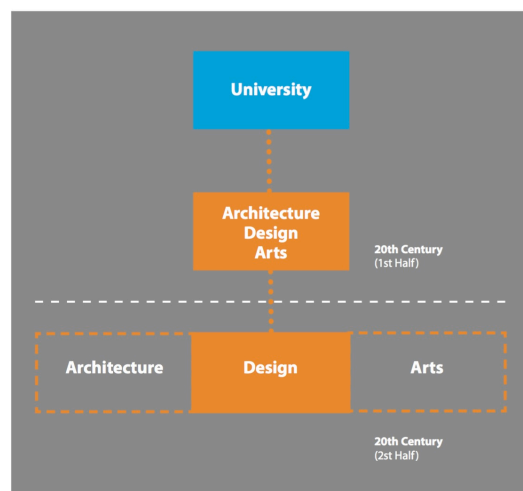 University
Architecture
Design
Arts
20th Century
(1st Half)
Architecture
Design
Arts
20th Century
(2st Half)